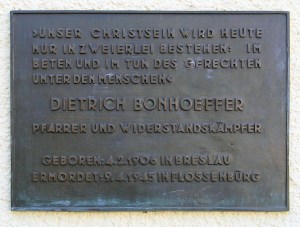 »UNSER CHRISTSEIN WIRD HEUTE
NUR IN ZWEIERLEI BESTEHEN: IM
BETEN UND IM TUN DES GERECHTEN
UNTER DEN MENSCHEN«
DIETRICH BONHOEFFER
PFARRER UND WIDERSTANDSKÄMPFER
GEBOREN: 4.2.1906 IN BRESLAU
ERMORDET: 9.4.1945 IN FLOSSENBÜRG